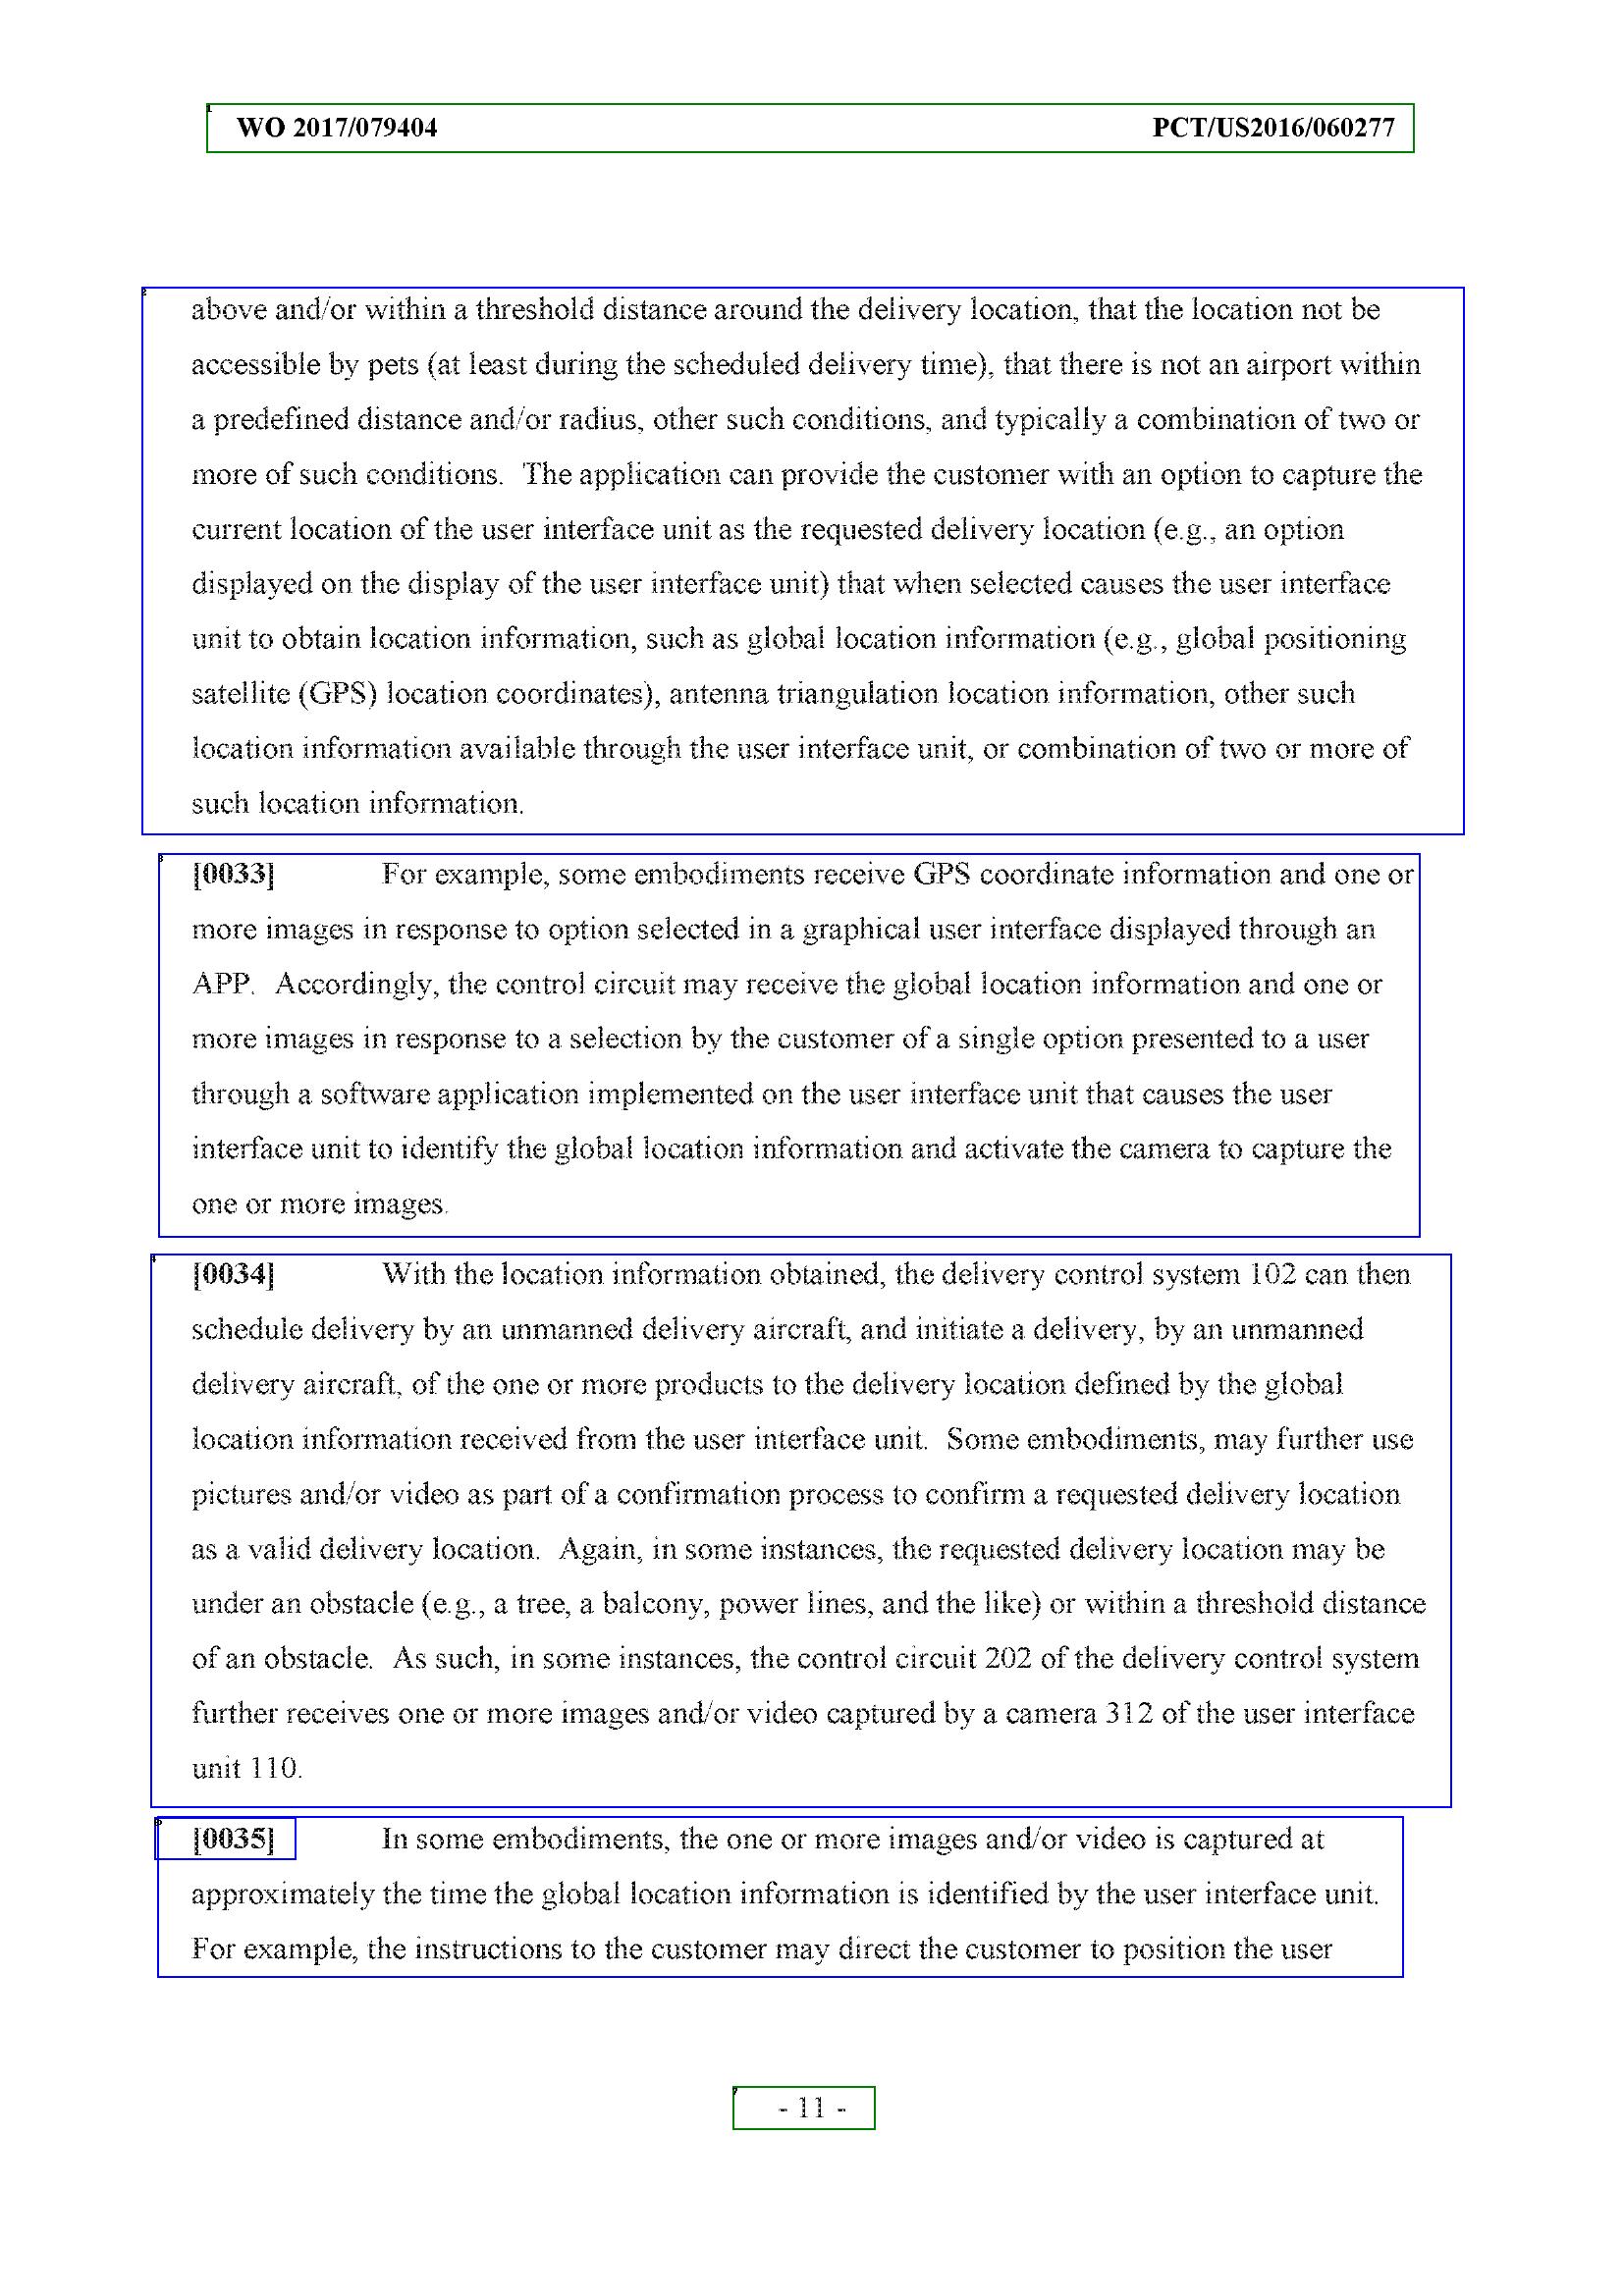 WO 2017/079404 PCT/US2016/060277
above and/or within a threshold distance around the delivery location, that the location not be
accessible by pets (at least during the scheduled delivery time), that there is not an airport within
a predefined distance and/or radius, other such conditions, and typically a combination of two or
more of such conditions.  The application can provide the customer with an option to capture the
current location of the user interface unit as the requested delivery location (e.g., an option
displayed on the display of the user interface unit) that when selected causes the user interface
unit to obtain location information, such as global location information (e.g., global positioning
satellite (GPS) location coordinates), antenna triangulation location information, other such
location information available through the user interface unit, or combination of two or more of
such location information.
[0033] For example, some embodiments receive GPS coordinate information and one or
more images in response to option selected in a graphical user interface displayed through an
APP.  Accordingly, the control circuit may receive the global location information and one or
more images in response to a selection by the customer of a single option presented to a user
through a software application implemented on the user interface unit that causes the user
interface unit to identify the global location information and activate the camera to capture the
one or more images.
[0034] With the location information obtained, the delivery control system 102 can then
schedule delivery by an unmanned delivery aircraft, and initiate a delivery, by an unmanned
delivery aircraft, of the one or more products to the delivery location defined by the global
location information received from the user interface unit.  Some embodiments, may further use
pictures and/or video as part of a confirmation process to confirm a requested delivery location
as a valid delivery location.  Again, in some instances, the requested delivery location may be
under an obstacle (e.g., a tree, a balcony, power lines, and the like) or within a threshold distance
of an obstacle.  As such, in some instances, the control circuit 202 of the delivery control system
further receives one or more images and/or video captured by a camera 312 of the user interface
unit 110.
[0035] In some embodiments, the one or more images and/or video is captured at
approximately the time the global location information is identified by the user interface unit.
For example, the instructions to the customer may direct the customer to position the user
- 11 -